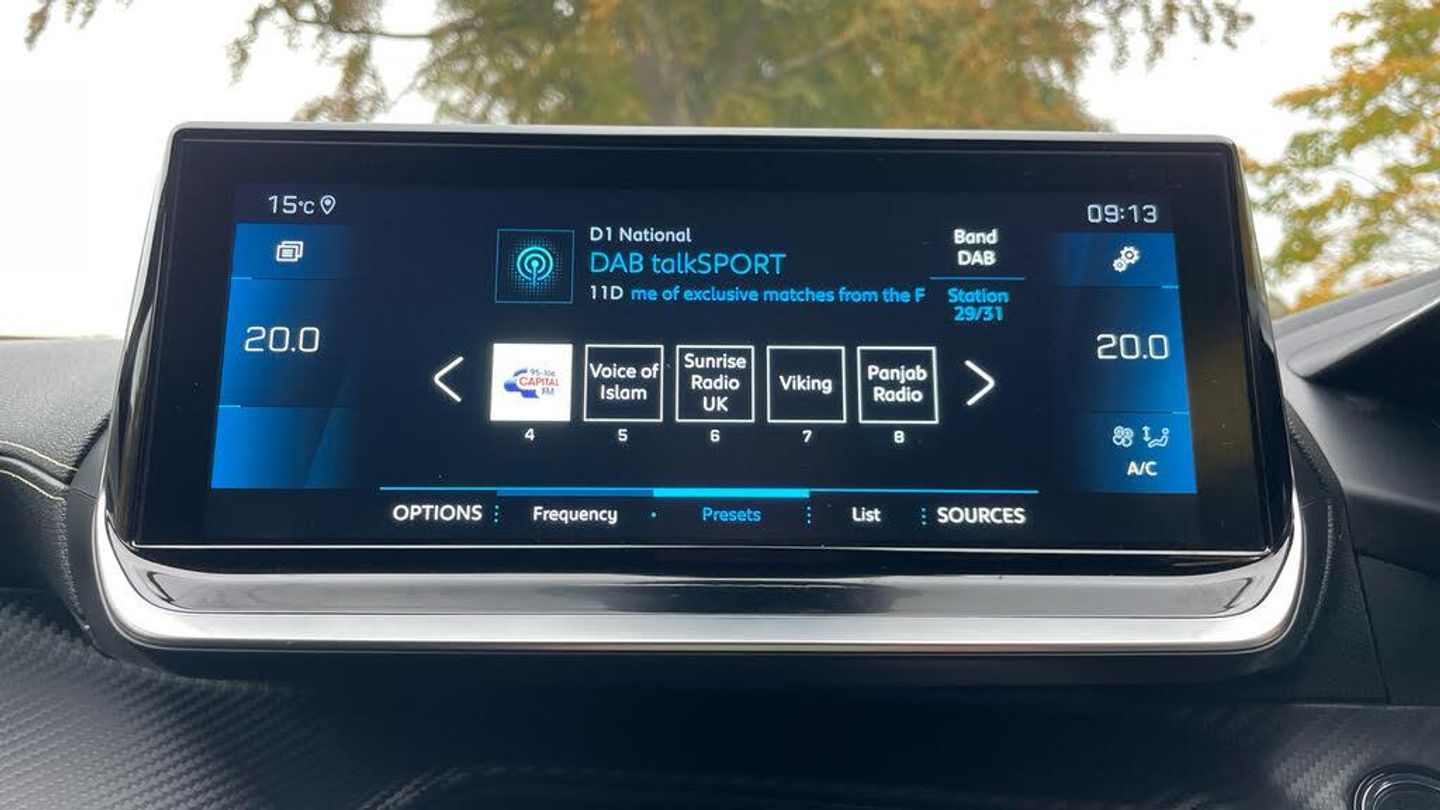 15°C
09:13
D1 National
DAB talkSPORT
11D me of exclusive matches from the F
Band
DAB
Station
29/31
20.0
20.0
95-106
CAPITAL
FM
Voice of
Islam
Sunrise
Radio
UK
Viking
Panjab
Radio
4
5
6
7
8
A/C
OPTIONS
Frequency
Presets
List
SOURCES